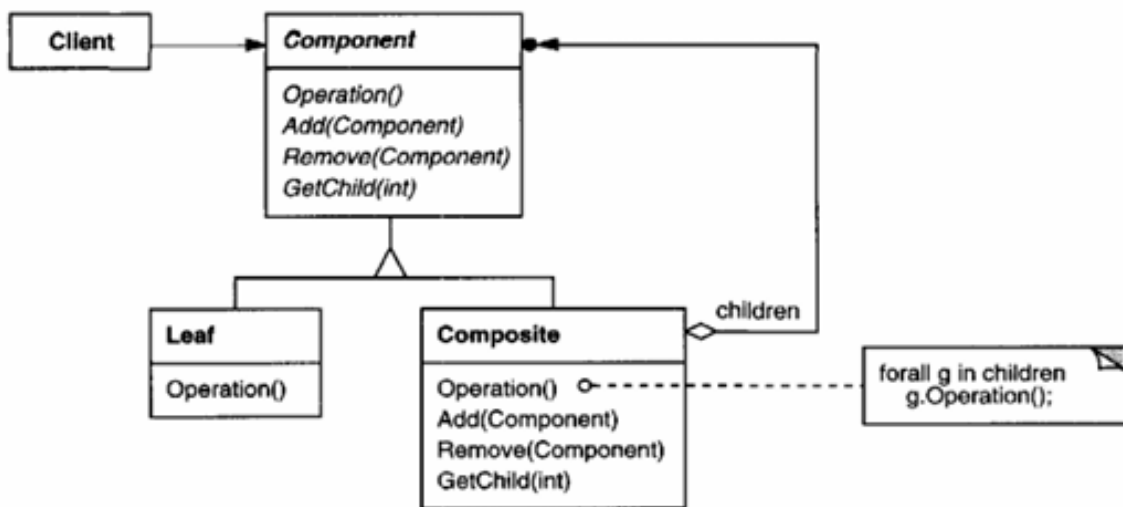 Client
Component
Operation()
Add(Component)
Remove(Component)
GetChild(int)
Leaf
Operation()
Composite
Operation()
Add(Component)
Remove(Component)
GetChild(int)
children
forall g in children
g.Operation();